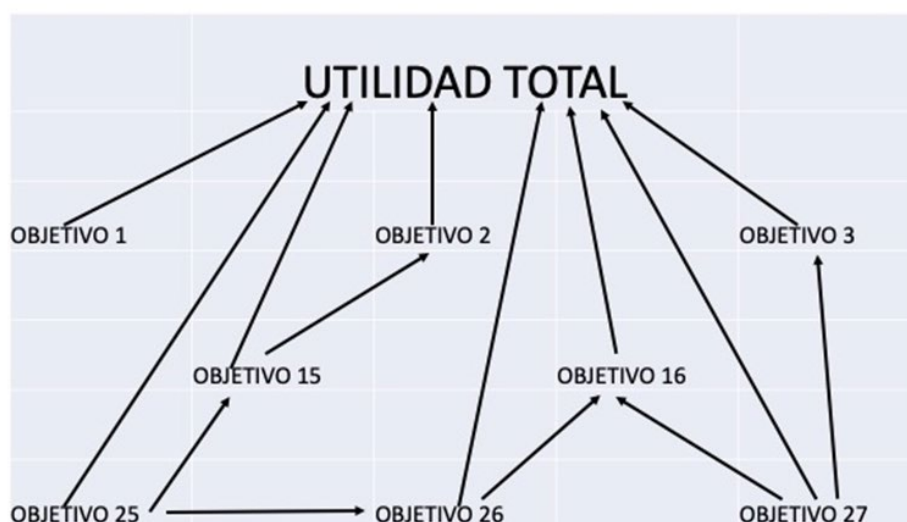 UTILIDAD TOTAL
OBJETIVO 1 OBJETIVO 2 OBJETIVO 3
OBJETIVO 15 OBJETIVO 16
OBJETIVO 25 OBJETIVO 26 OBJETIVO 27